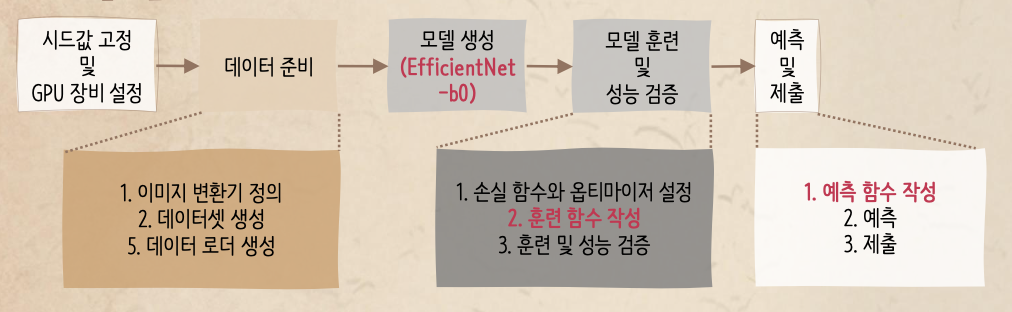 시드값 고정
및
GPU 장비 설정
데이터 준비
모델 생성
(EfficientNet
-b0)
모델 훈련
및
성능 검증
예측
및
제출
1. 이미지 변환기 정의
2. 데이터셋 생성
5. 데이터 로더 생성
1. 손실 함수와 옵티마이저 설정
2. 훈련 함수 작성
3. 훈련 및 성능 검증
1. 예측 함수 작성
2. 예측
3. 제출